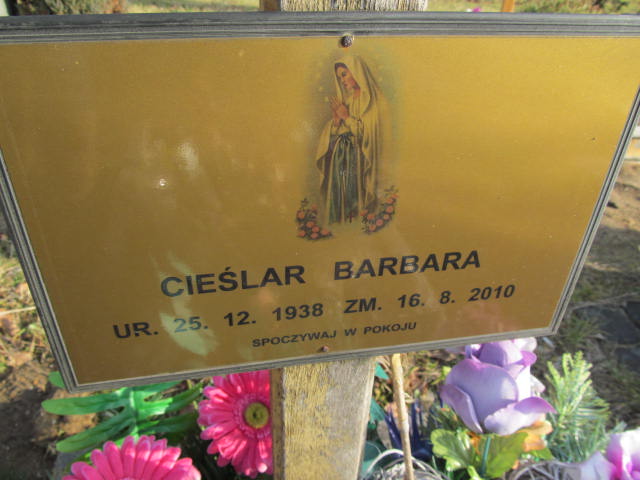 CIEŚLAR BARBARA
UR. 25. 12. 1938 ZM. 16. 8. 2010
SPOCZYWAJ W POKOJU